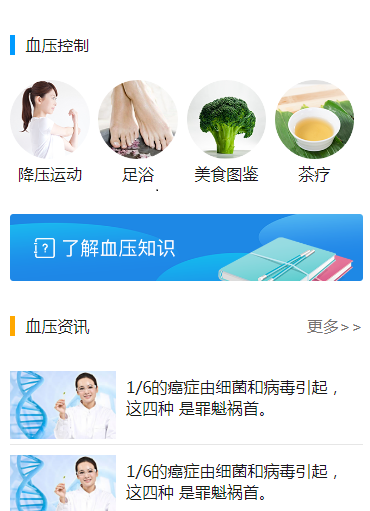 血压控制
降压运动 足浴 美食图鉴 茶疗
了解血压知识
血压资讯 更多>>
1/6的癌症由细菌和病毒引起，
这四种 是罪魁祸首。
1/6的癌症由细菌和病毒引起，
这四种 是罪魁祸首。